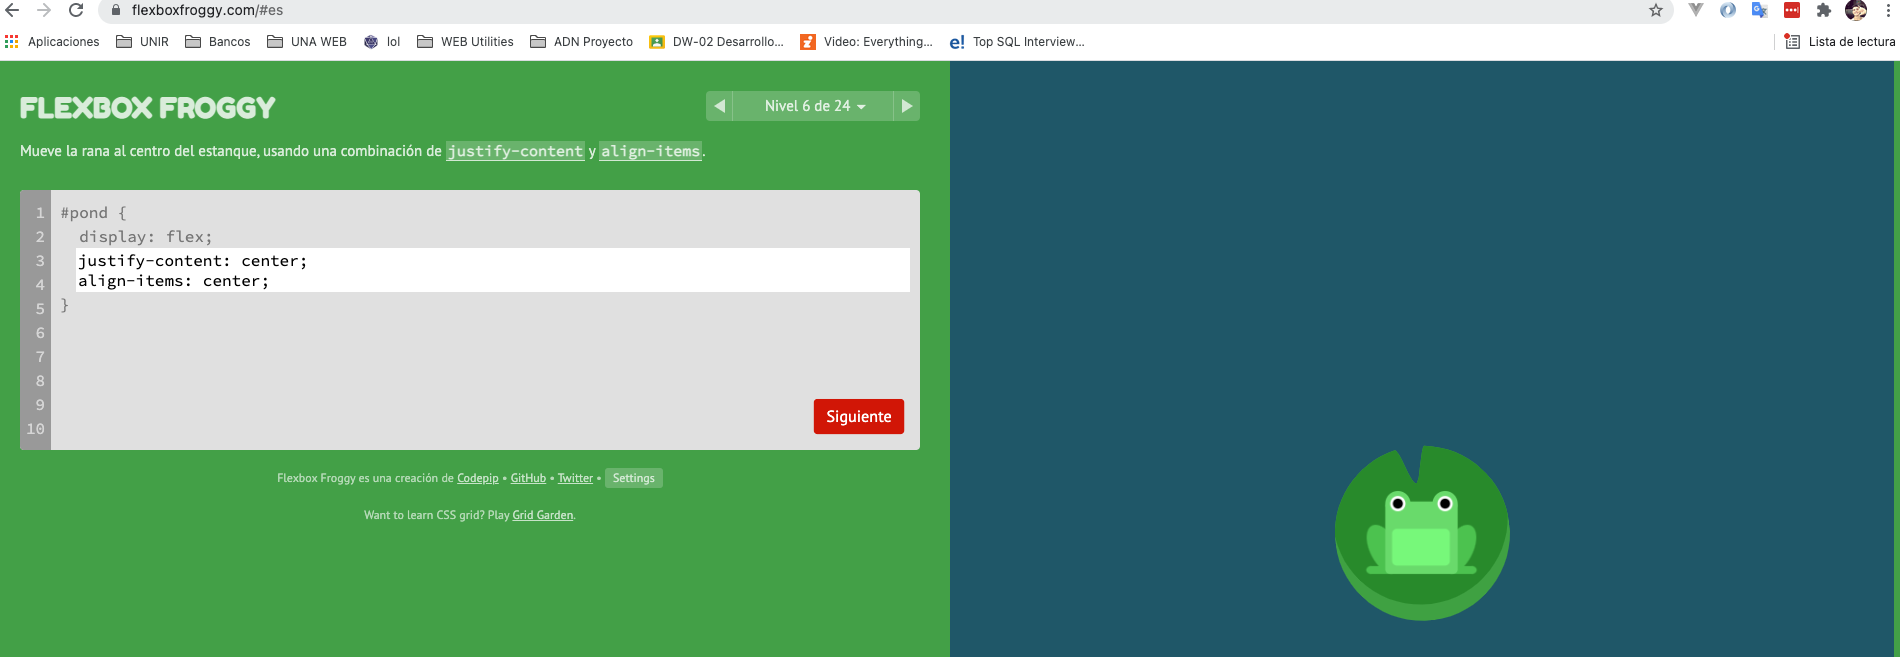 flexboxfroggy.com/#es
Aplicaciones UNIR Bancos UNA WEB lol WEB Utilities ADN Proyecto DW-02 Desarrollo... Video: Everything... e! Top SQL Interview... Lista de lectura
FLEXBOX FROGGY
Nivel 6 de 24
Mueve la rana al centro del estanque, usando una combinación de justify-content y align-items.
1 #pond {
2 display: flex;
3 justify-content: center;
4 align-items: center;
5 }
6
7
8
9
10
Siguiente
Flexbox Froggy es una creación de Codepip • GitHub • Twitter • Settings
Want to learn CSS grid? Play Grid Garden.